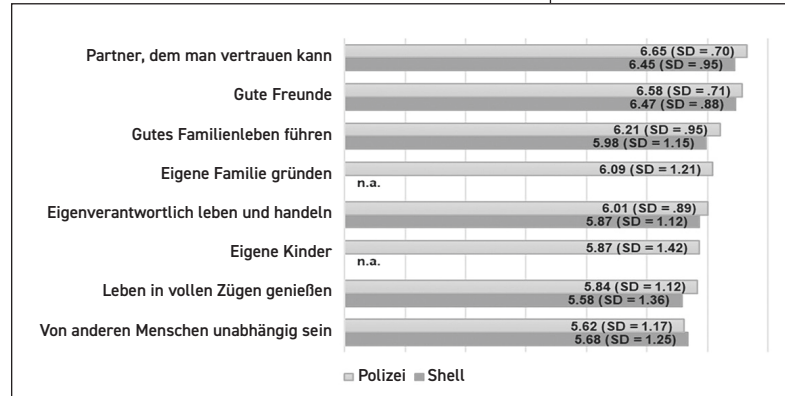 Partner, dem man vertrauen kann
6.65 (SD = .70)
6.45 (SD = .95)
Gute Freunde
6.58 (SD = .71)
6.47 (SD = .88)
Gutes Familienleben führen
6.21 (SD = .95)
5.98 (SD = 1.15)
Eigene Familie gründen
6.09 (SD = 1.21)
n.a.
Eigenverantwortlich leben und handeln
6.01 (SD = .89)
5.87 (SD = 1.12)
Eigene Kinder
5.87 (SD = 1.42)
n.a.
Leben in vollen Zügen genießen
5.84 (SD = 1.12)
5.58 (SD = 1.36)
Von anderen Menschen unabhängig sein
5.62 (SD = 1.17)
5.68 (SD = 1.25)
Polizei Shell